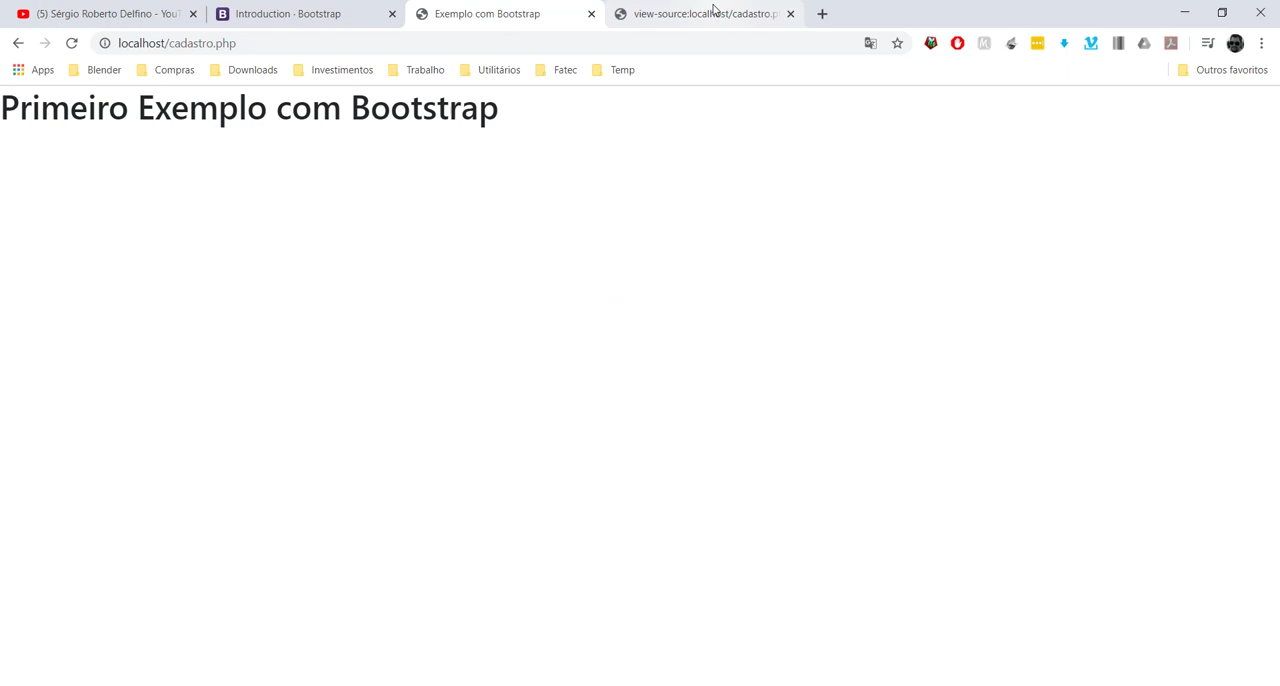 (5) Sérgio Roberto Delfino - YouT
Introduction · Bootstrap
Exemplo com Bootstrap
view-source:localhost/cadastro.p
localhost/cadastro.php
Apps
Blender
Compras
Downloads
Investimentos
Trabalho
Utilitários
Fatec
Temp
Outros favoritos
Primeiro Exemplo com Bootstrap